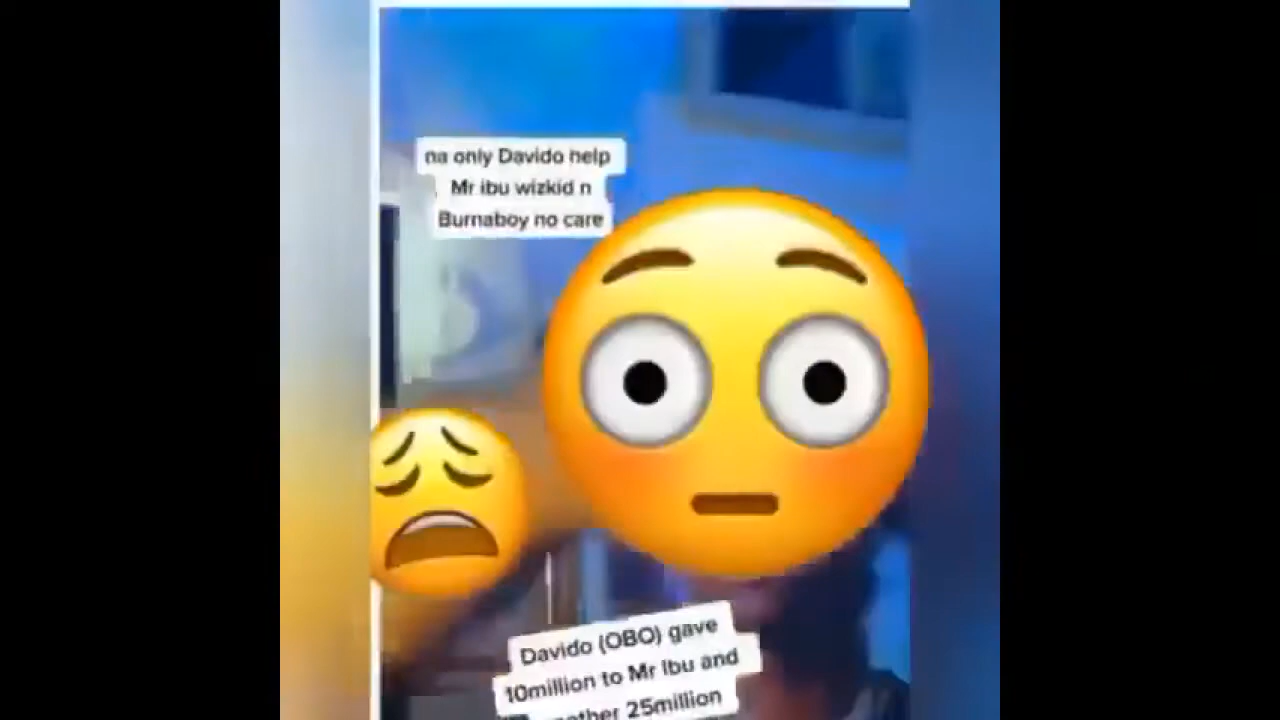 na only Davido help
Mr ibu wizkid n
Burnaboy no care
Davido (OBO) gave
10million to Mr Ibu and
25million